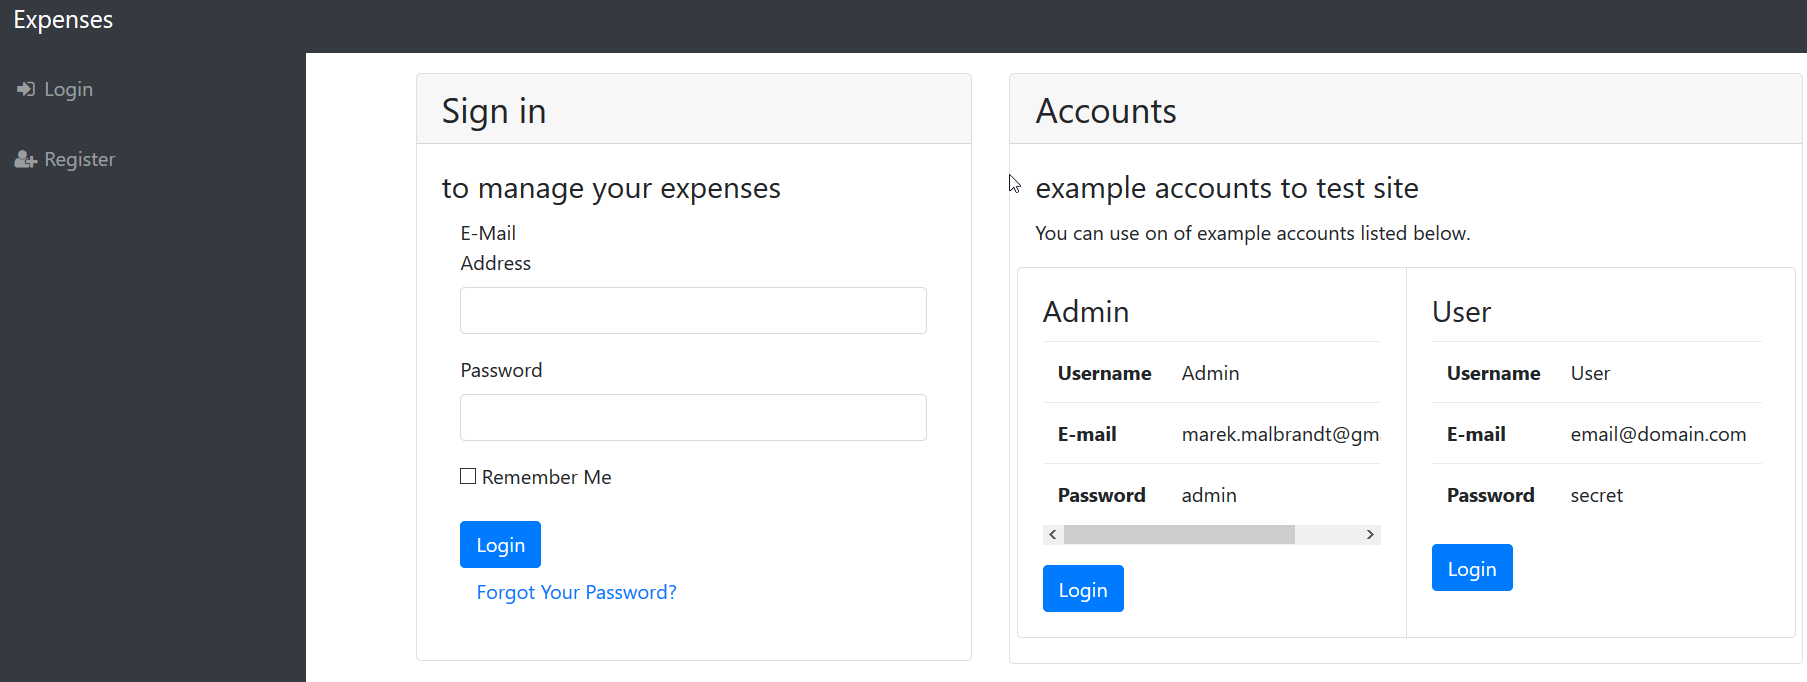 Expenses
Login
Register
Sign in
to manage your expenses
E-Mail
Address
Password
Remember Me
Login
Forgot Your Password?
Accounts
example accounts to test site
You can use on of example accounts listed below.
Admin
Username Admin
E-mail marek.malbrandt@gm
Password admin
Login
User
Username User
E-mail email@domain.com
Password secret
Login